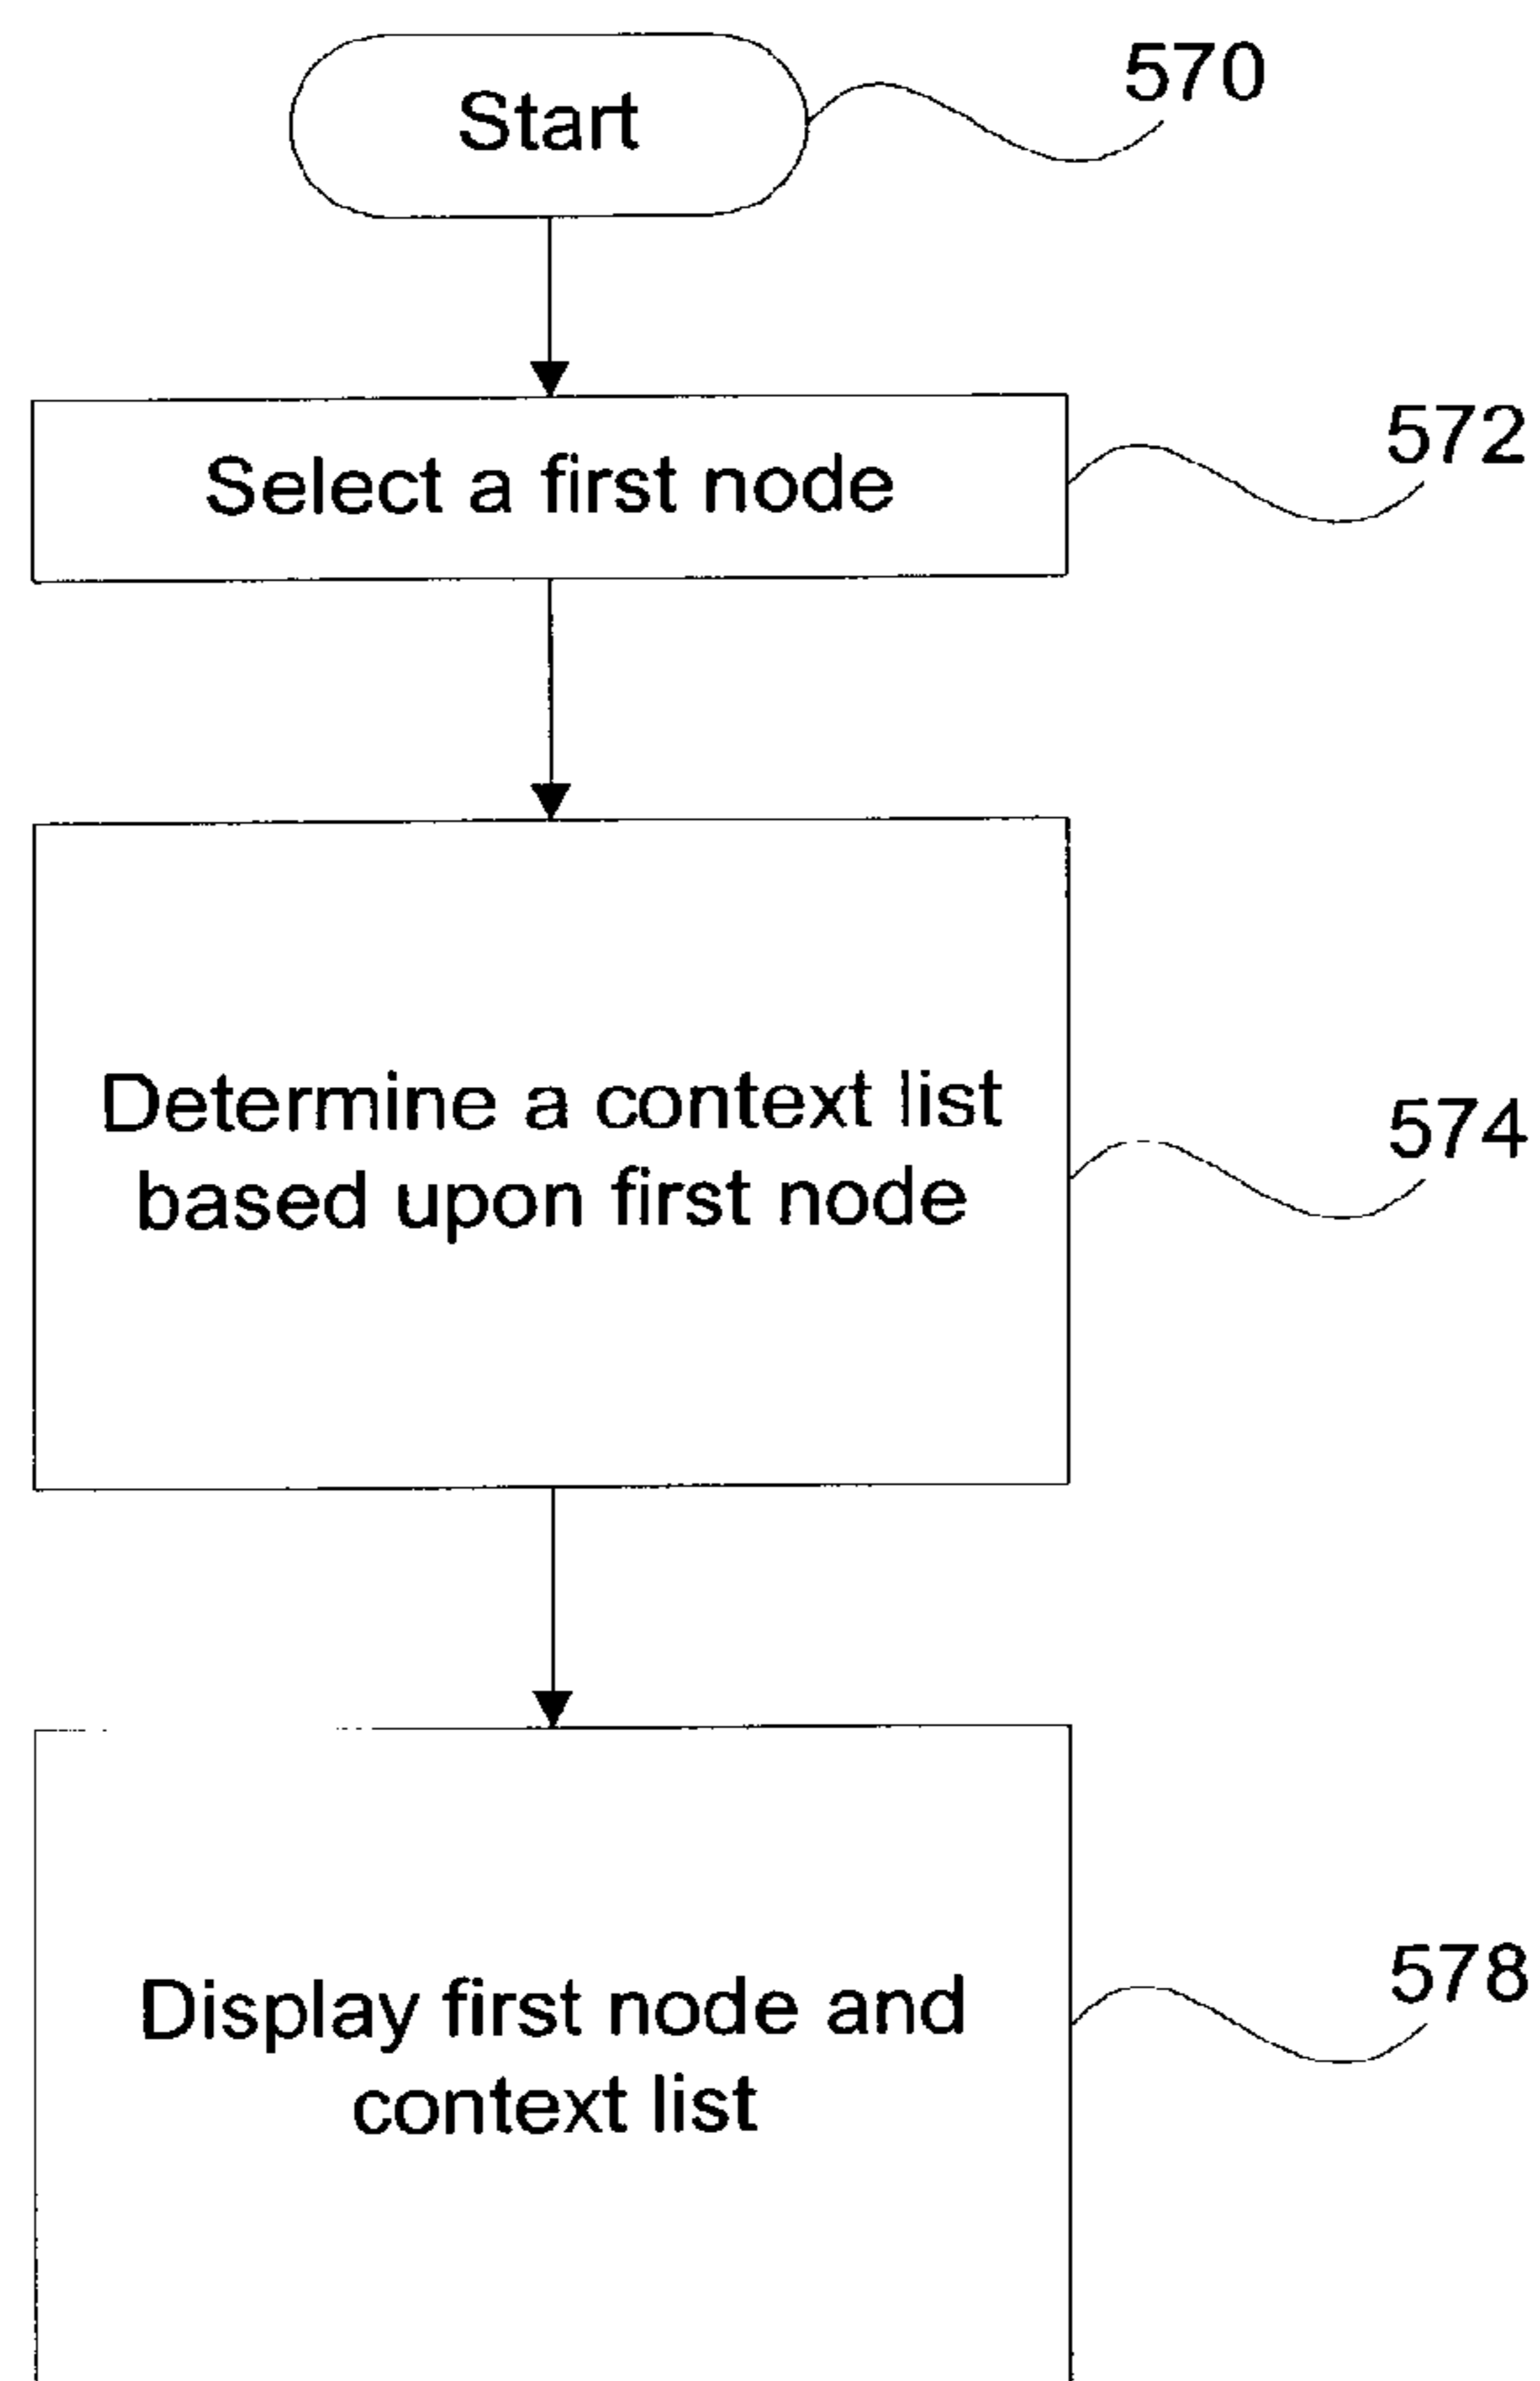 Start
570
Select a first node
572
Determine a context list
based upon first node
574
Display first node and
context list
578